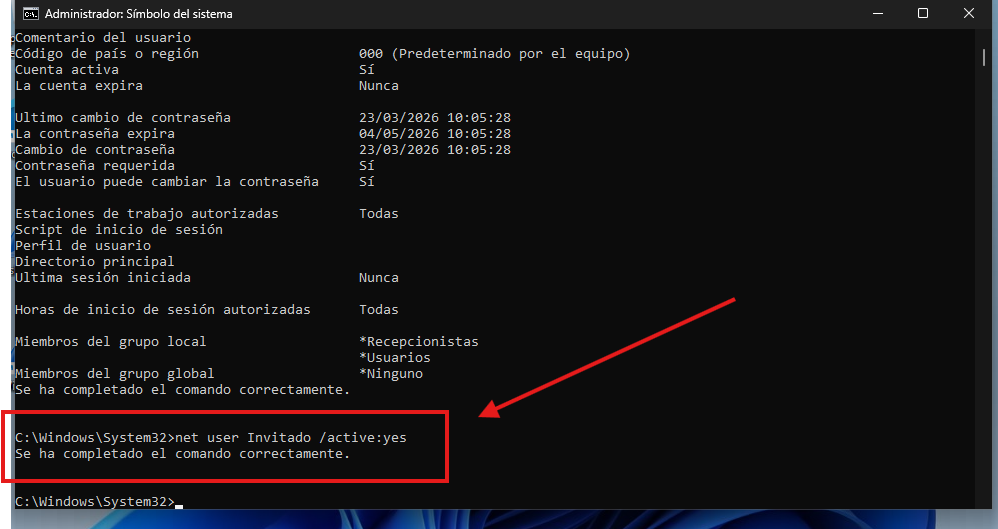 Administrador: Símbolo del sistema
Comentario del usuario
Código de país o región 000 (Predeterminado por el equipo)
Cuenta activa Sí
La cuenta expira Nunca
Ultimo cambio de contraseña 23/03/2026 10:05:28
La contraseña expira 04/05/2026 10:05:28
Cambio de contraseña 23/03/2026 10:05:28
Contraseña requerida Sí
El usuario puede cambiar la contraseña Sí
Estaciones de trabajo autorizadas Todas
Script de inicio de sesión
Perfil de usuario
Directorio principal
Ultima sesión iniciada Nunca
Horas de inicio de sesión autorizadas Todas
Miembros del grupo local *Recepcionistas
*Usuarios
Miembros del grupo global *Ninguno
Se ha completado el comando correctamente.
C:\Windows\System32>net user Invitado /active:yes
Se ha completado el comando correctamente.
C:\Windows\System32>